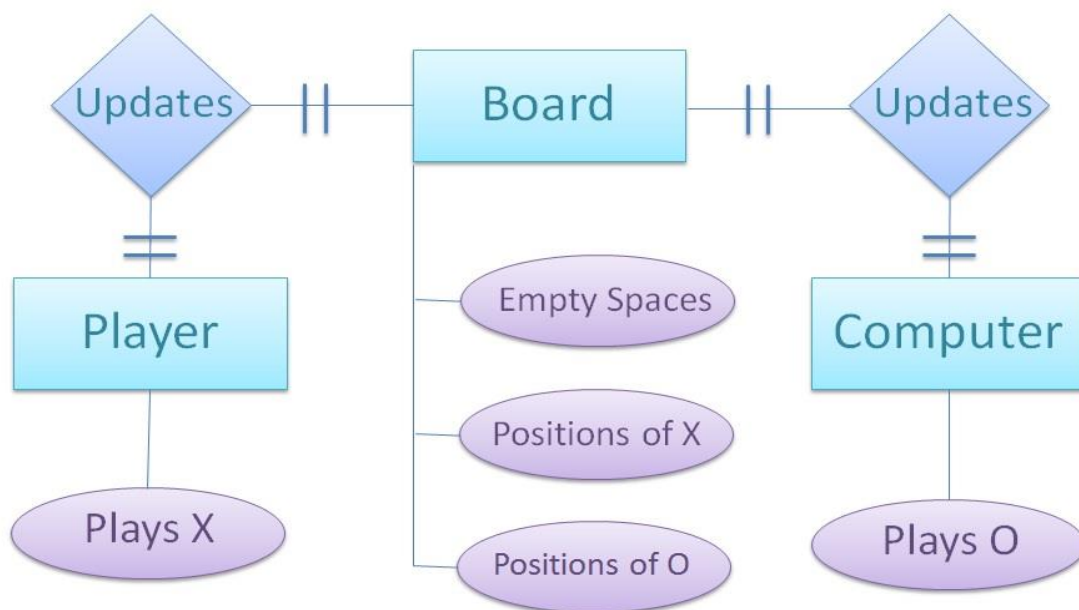 Updates
Board
Updates
Player
Empty Spaces
Computer
Positions of X
Plays X
Positions of O
Plays O